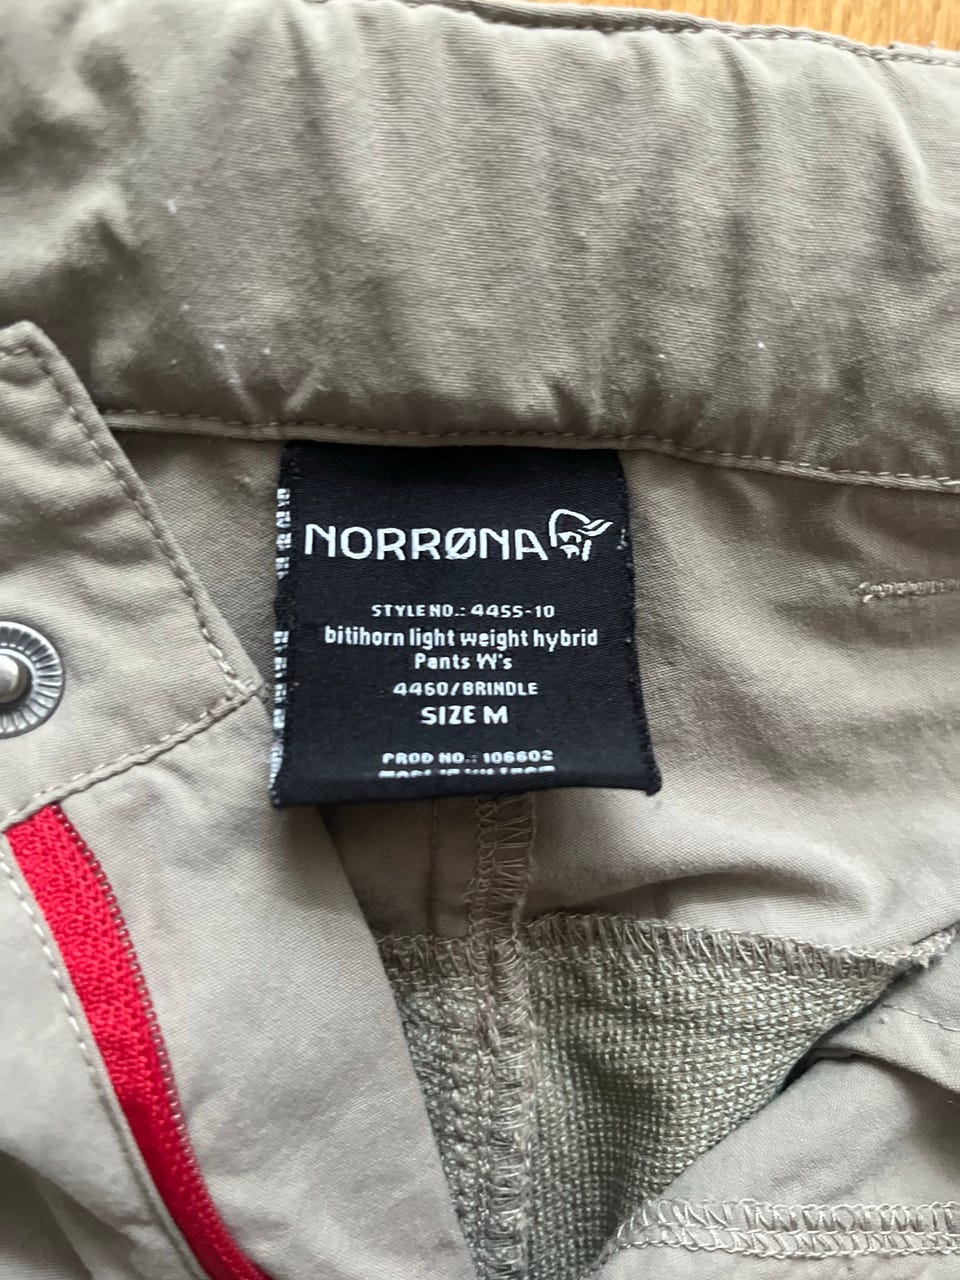 NORRØNA
STYLE NO.: 4455-10
bitihorn light weight hybrid
Pants W's
4460/BRINDLE
SIZE M
PROD NO.: 106602